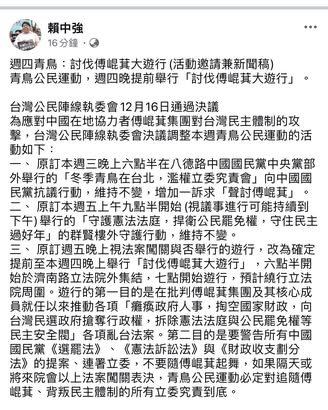 賴中強
16 分鐘 ·
週四青鳥：討伐傅崐萁大遊行 (活動邀請兼新聞稿)
青鳥公民運動，週四晚提前舉行「討伐傅崐萁大遊行」。
台灣公民陣線執委會12月16日通過決議
為應對中國在地協力者傅崐萁集團對台灣民主體制的攻
擊，台灣公民陣線執委會決議調整本週青鳥公民運動的活
動如下：
一、 原訂本週三晚上六點半在八德路中國國民黨中央黨部
外舉行的「冬季青鳥在台北，濫權立委究責會」向中國國
民黨抗議行動，維持不變，增加一訴求「聲討傅崐萁」。
二、 原訂本週五上午九點半開始 (視議事進行可能持續到
下午) 舉行的「守護憲法法庭，捍衛公民罷免權，守住民主
過好年」的群賢樓外守護行動，維持不變。
三、 原訂週五晚上視法案闖關與否舉行的遊行，改為確定
提前至本週四晚上舉行「討伐傅崐萁大遊行」，六點半開
始於濟南路立法院外集結，七點開始遊行，預計繞行立法
院周圍。遊行的第一目的是在批判傅崐萁集團及其核心成
員就任以來推動各項「癱瘓政府人事，掏空國家財政，向
台灣民選政府搶奪行政權，拆除憲法法庭與公民罷免權等
民主安全閥」各項亂台法案。第二目的是要警告所有中國
國民黨《選罷法》、《憲法訴訟法》與《財政收支劃分
法》的提案、連署立委，不要隨傅崐萁起舞，如果隔天或
將來院會以上法案闖關表決，青鳥公民運動必定對追隨傅
崐萁、背叛民主體制的所有立委究責到底。